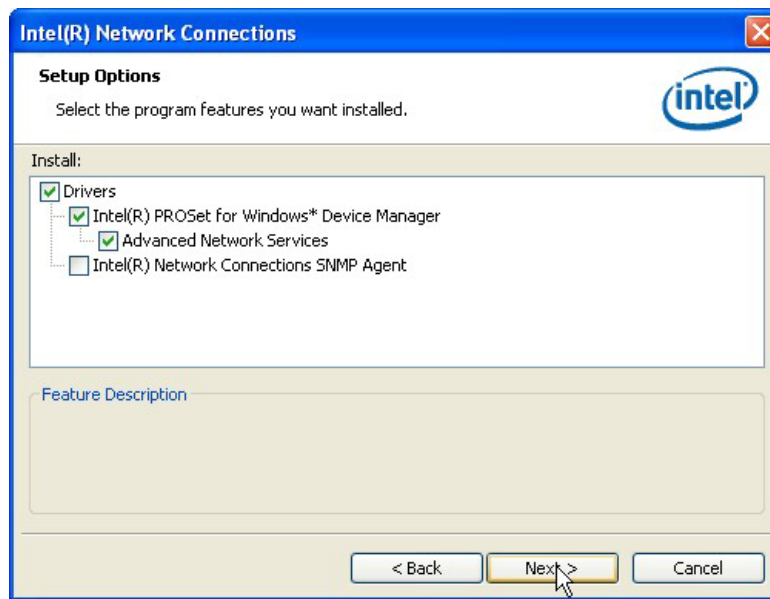 Intel(R) Network Connections
Setup Options
Select the program features you want installed.
intel
Install:
Drivers
Intel(R) PROSet for Windows* Device Manager
Advanced Network Services
Intel(R) Network Connections SNMP Agent
Feature Description
< Back
Next >
Cancel